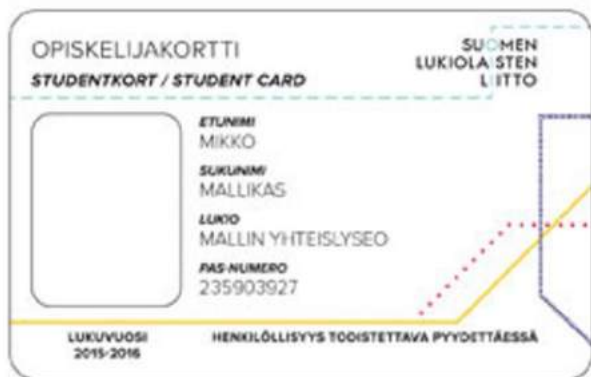 OPISKELIJAKORTTI
STUDENTKORT / STUDENT CARD
SUOMEN
LUKIOLAISTEN
LIITTO
ETUNIMI
MIKKO
SUKUNIMI
MALLIKAS
LUKIO
MALLIN YHTEISLYSEO
PAS-NUMERO
235903927
LUKUVUOSI
2015-2016
HENKILÖLLISYYS TODISTETTAVA PYYDETTÄESSÄ